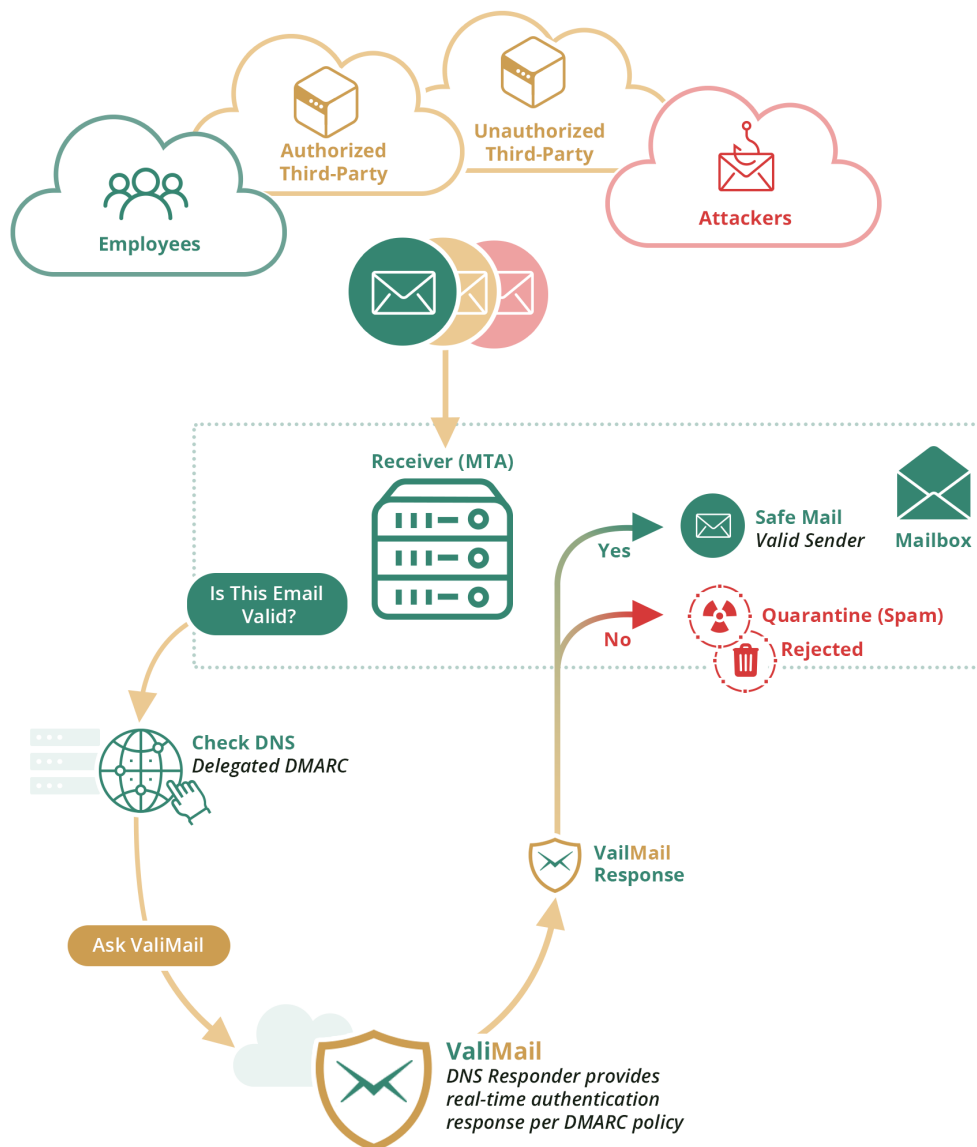 Unauthorized
Third-Party
Authorized
Third-Party
Employees
Attackers
Receiver (MTA)
Safe Mail
Valid Sender
Mailbox
Yes
Is This Email
Valid?
No
Quarantine (Spam)
Rejected
Check DNS
Delegated DMARC
VailMail
Response
Ask ValiMail
ValiMail
DNS Responder provides
real-time authentication
response per DMARC policy